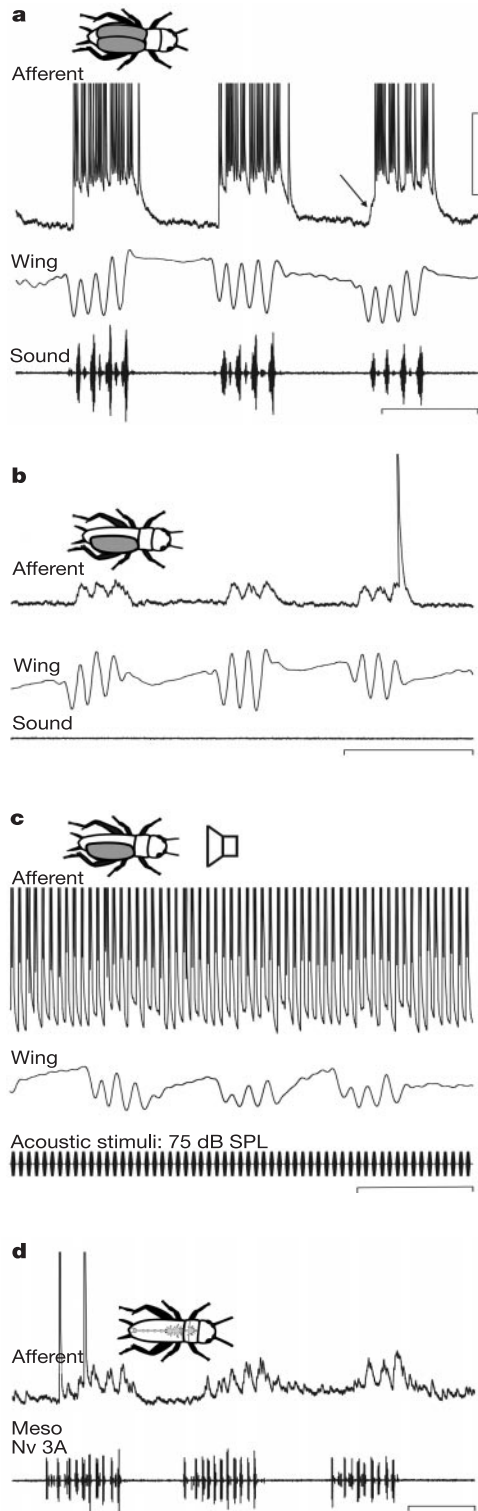 a
Afferent
Wing
Sound
b
Afferent
Wing
Sound
c
Afferent
Wing
Acoustic stimuli: 75 dB SPL
d
Afferent
Meso
Nv 3A